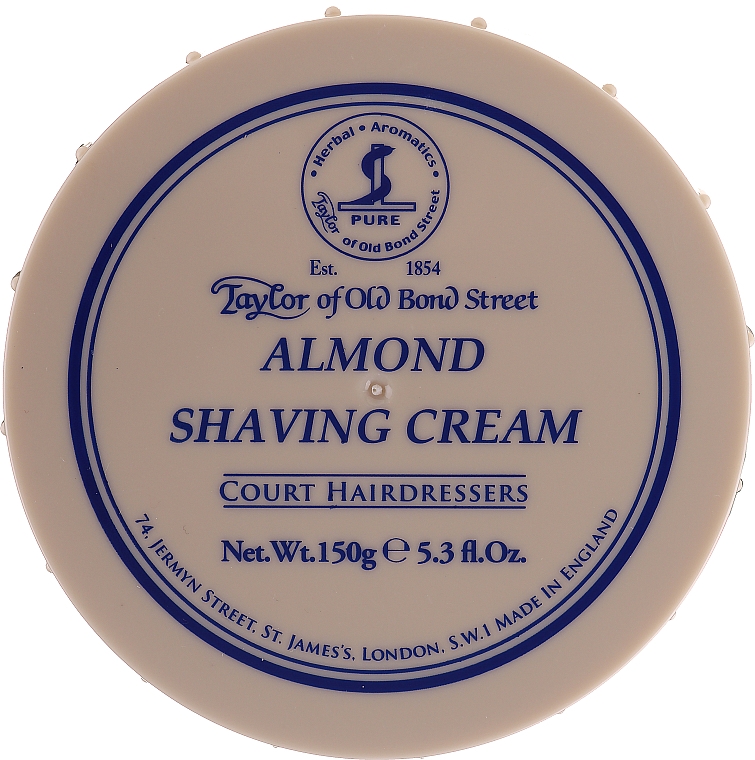 Herbal • Aromatics •
PURE
Taylor of Old Bond Street
Est. 1854
Taylor of Old Bond Street
ALMOND
SHAVING CREAM
COURT HAIRDRESSERS
Net.Wt.150g ℮ 5.3 fl.Oz.
74, JERMYN STREET, ST. JAMES'S, LONDON, S.W.1 MADE IN ENGLAND